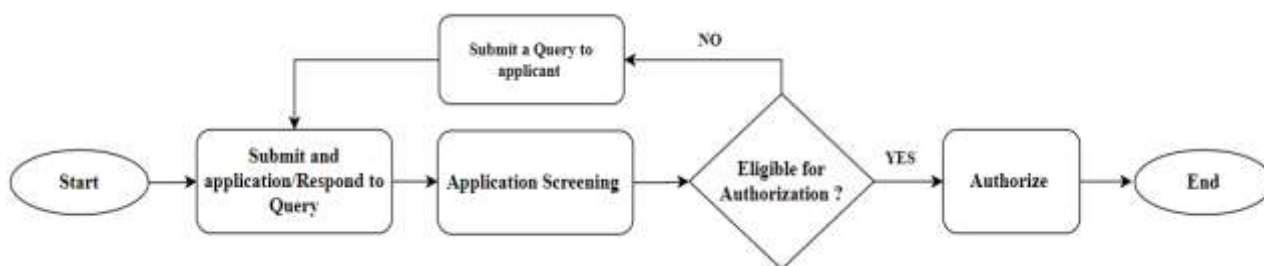 Submit a Query to
applicant
NO
Start
Submit and
application/Respond to
Query
Application Screening
Eligible for
Authorization ?
YES
Authorize
End